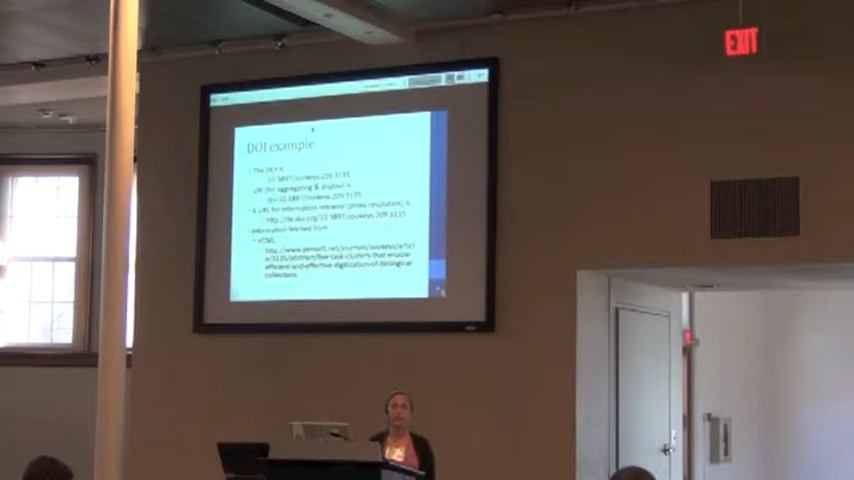 EXIT
DOI example
The DOI is
10.3897/zookeys.209.3135
URI (for aggregating & display) is
doi:10.3897/zookeys.209.3135
A URL for information retrieval (proxy resolution) is
http://dx.doi.org/10.3897/zookeys.209.3135
Information fetched from
HTML
http://www.pensoft.net/journals/zookeys/articl
e/3135/abstract/five-task-clusters-that-enable-
efficient-and-effective-digitization-of-biological
collections